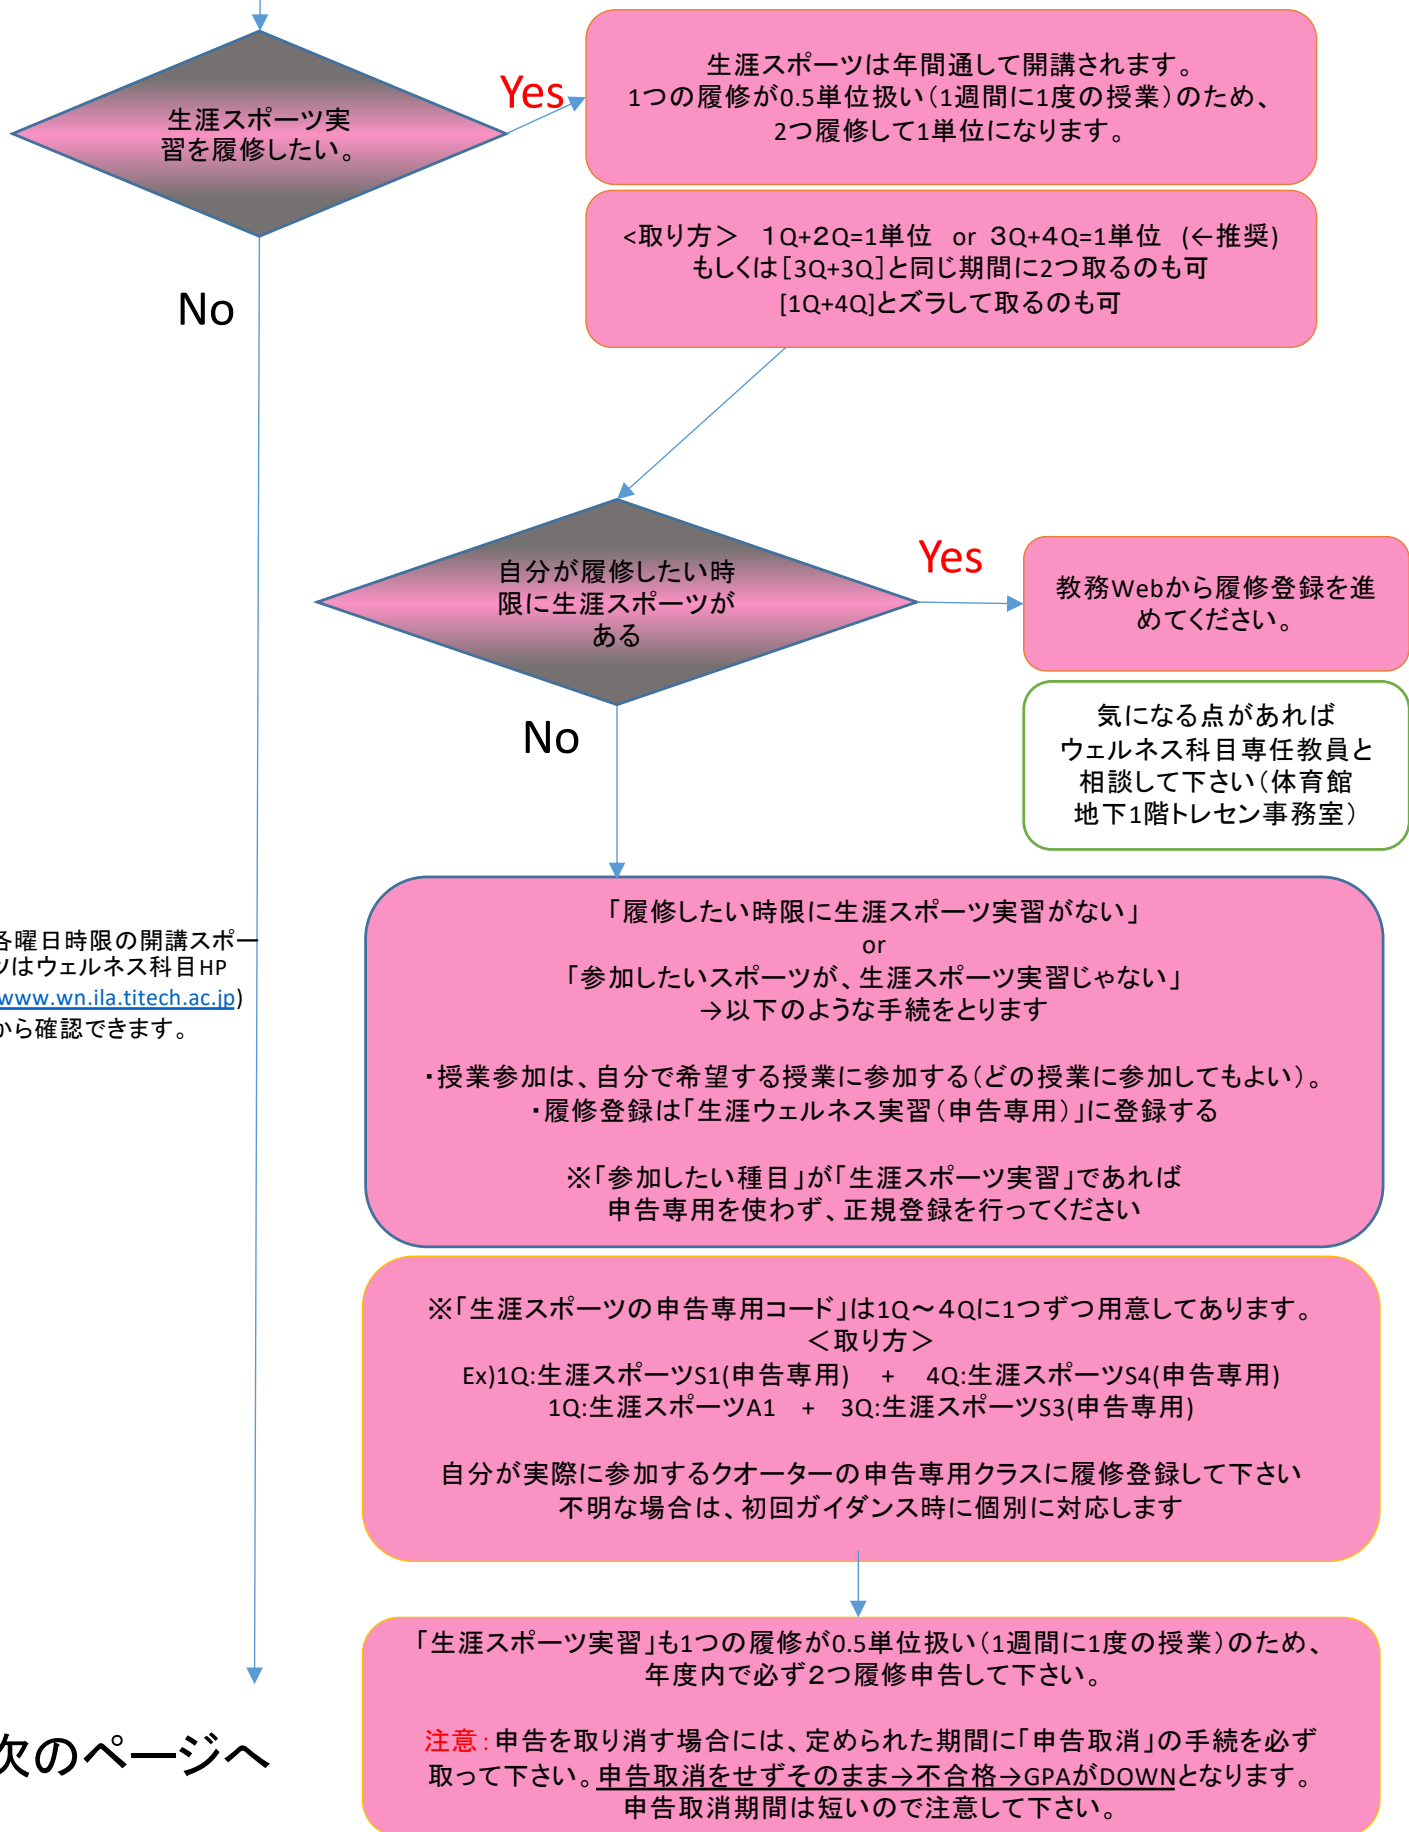 生涯スポーツ実
習を履修したい。
Yes
生涯スポーツは年間通して開講されます。
1つの履修が0.5単位扱い（1週間に1度の授業）のため、
2つ履修して1単位になります。
<取り方＞　１Q+２Q=1単位　or　３Q+４Q=1単位　(←推奨)
もしくは［3Q+3Q］と同じ期間に2つ取るのも可
[1Q+4Q]とズラして取るのも可
No
自分が履修したい時
限に生涯スポーツが
ある
Yes
教務Webから履修登録を進
めてください。
気になる点があれば
ウェルネス科目専任教員と
相談して下さい（体育館
地下1階トレセン事務室）
No
各曜日時限の開講スポー
ツはウェルネス科目HP
www.wn.ila.titech.ac.jp)
から確認できます。
「履修したい時限に生涯スポーツ実習がない」
or
「参加したいスポーツが、生涯スポーツ実習じゃない」
→以下のような手続をとります
・授業参加は、自分で希望する授業に参加する（どの授業に参加してもよい）。
・履修登録は「生涯ウェルネス実習（申告専用）」に登録する
※「参加したい種目」が「生涯スポーツ実習」であれば
申告専用を使わず、正規登録を行ってください
※「生涯スポーツの申告専用コード」は1Q～４Qに1つずつ用意してあります。
＜取り方＞
Ex)1Q:生涯スポーツS1(申告専用)　+　4Q:生涯スポーツS4(申告専用)
1Q:生涯スポーツA1　+　3Q:生涯スポーツS3(申告専用)
自分が実際に参加するクオーターの申告専用クラスに履修登録して下さい
不明な場合は、初回ガイダンス時に個別に対応します
「生涯スポーツ実習」も1つの履修が0.5単位扱い（1週間に1度の授業）のため、
年度内で必ず２つ履修申告して下さい。
注意：申告を取り消す場合には、定められた期間に「申告取消」の手続を必ず
取って下さい。申告取消をせずそのまま→不合格→GPAがDOWNとなります。
申告取消期間は短いので注意して下さい。
次のページへ